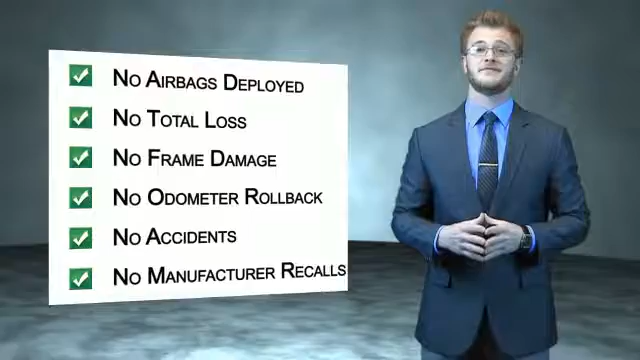 No Airbags Deployed
No Total Loss
No Frame Damage
No Odometer Rollback
No Accidents
No Manufacturer Recalls